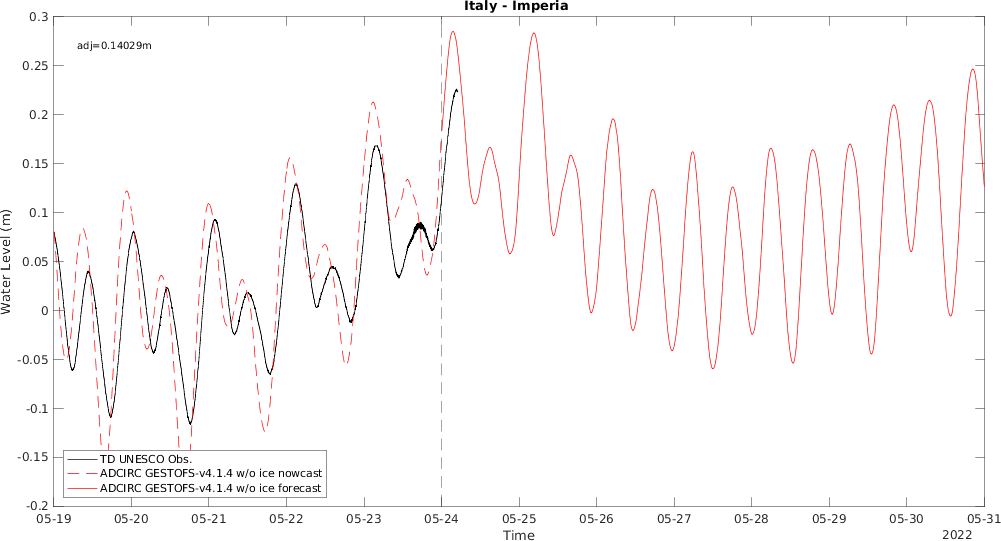 Italy - Imperia
adj=0.14029m
0.3
0.25
0.2
0.15
0.1
0.05
0
-0.05
-0.1
-0.15
-0.2
Water Level (m)
TD UNESCO Obs.
ADCIRC GESTOFS-v4.1.4 w/o ice nowcast
ADCIRC GESTOFS-v4.1.4 w/o ice forecast
05-19 05-20 05-21 05-22 05-23 05-24 05-25 05-26 05-27 05-28 05-29 05-30 05-31
Time
2022